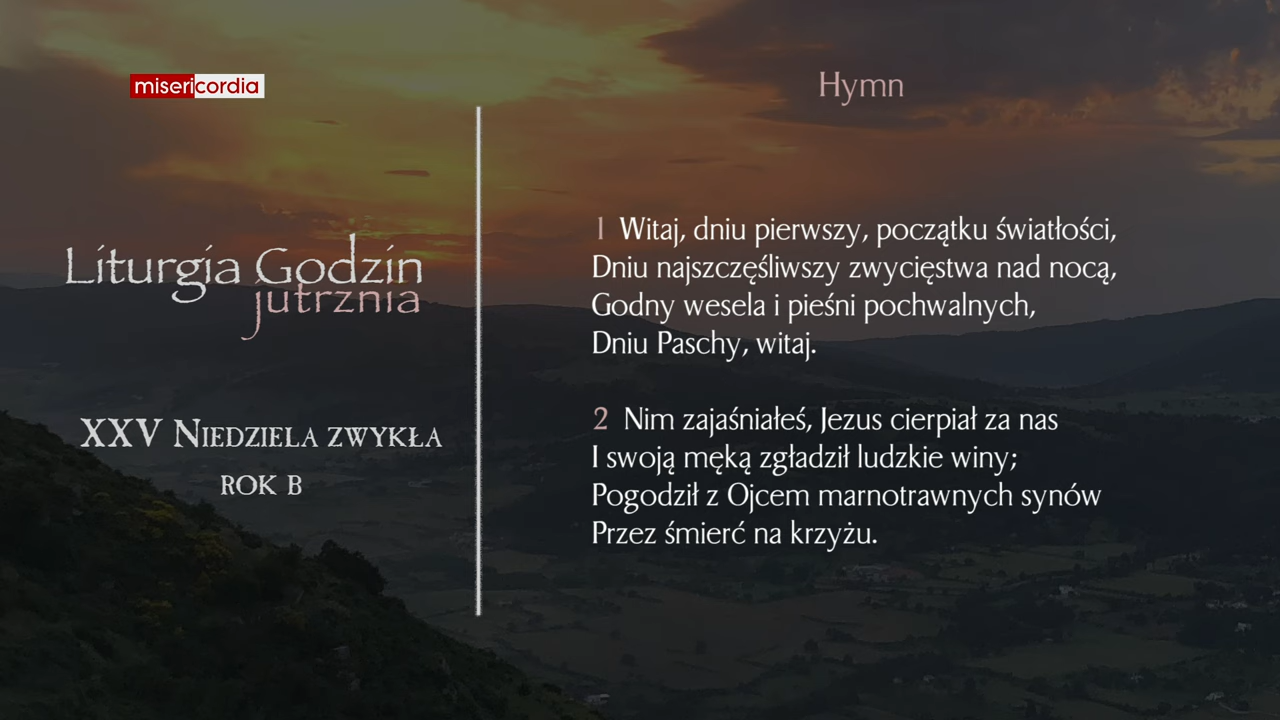 misericordia
Liturgia Godzin
jutrznia
XXV Niedziela zwykła
rok B
Hymn
1 Witaj, dniu pierwszy, początku światłości,
Dniu najszczęśliwszy zwycięstwa nad nocą,
Godny wesela i pieśni pochwalnych,
Dniu Paschy, witaj.
2 Nim zajaśniałeś, Jezus cierpiał za nas
I swoją męką zgładził ludzkie winy;
Pogodził z Ojcem marnotrawnych synów
Przez śmierć na krzyżu.